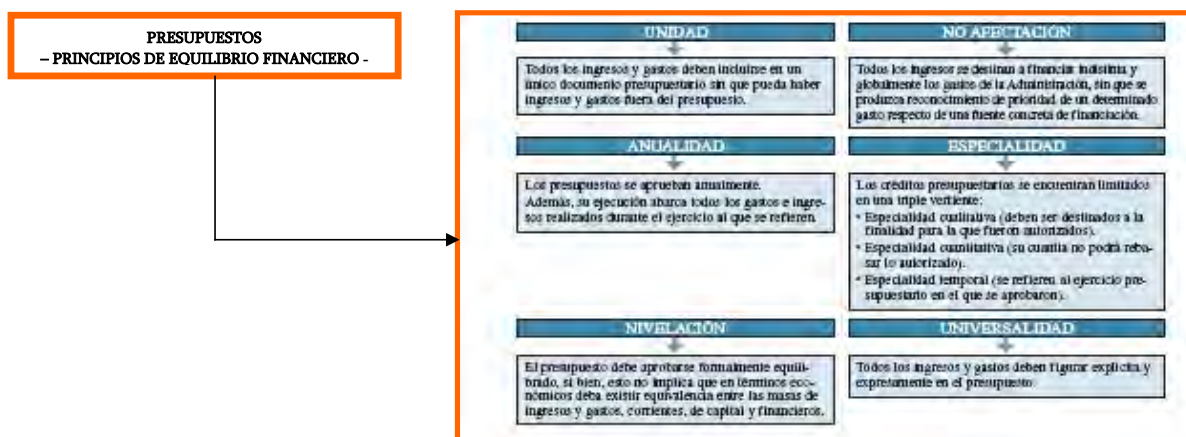 PRESUPUESTOS
– PRINCIPIOS DE EQUILIBRIO FINANCIERO -
UNIDAD
Todos los ingresos y gastos deben incluirse en un
único documento presupuestario sin que pueda haber
ingresos y gastos fuera del presupuesto.
NO AFECTACIÓN
Todos los ingresos se destinan a financiar indistinta y
globalmente los gastos de la Administración, sin que se
produzca reconocimiento de prioridad de un determinado
gasto respecto de una fuente concreta de financiación.
ANUALIDAD
Los presupuestos se aprueban anualmente.
Además, su ejecución abarca todos los gastos e ingre-
sos realizados durante el ejercicio al que se refieren.
ESPECIALIDAD
Los créditos presupuestarios se encuentran limitados
en una triple vertiente:
• Especialidad cualitativa (deben ser destinados a la
finalidad para la que fueron autorizados).
• Especialidad cuantitativa (su cuantía no podrá reba-
sar lo autorizado).
• Especialidad temporal (se refieren al ejercicio pre-
supuestario en el que se aprobaron).
NIVELACIÓN
El presupuesto debe aprobarse formalmente equili-
brado, si bien, esto no implica que en términos eco-
nómicos deba existir equivalencia entre las masas de
ingresos y gastos, corrientes, de capital y financieros.
UNIVERSALIDAD
Todos los ingresos y gastos deben figurar explícita y
expresamente en el presupuesto.